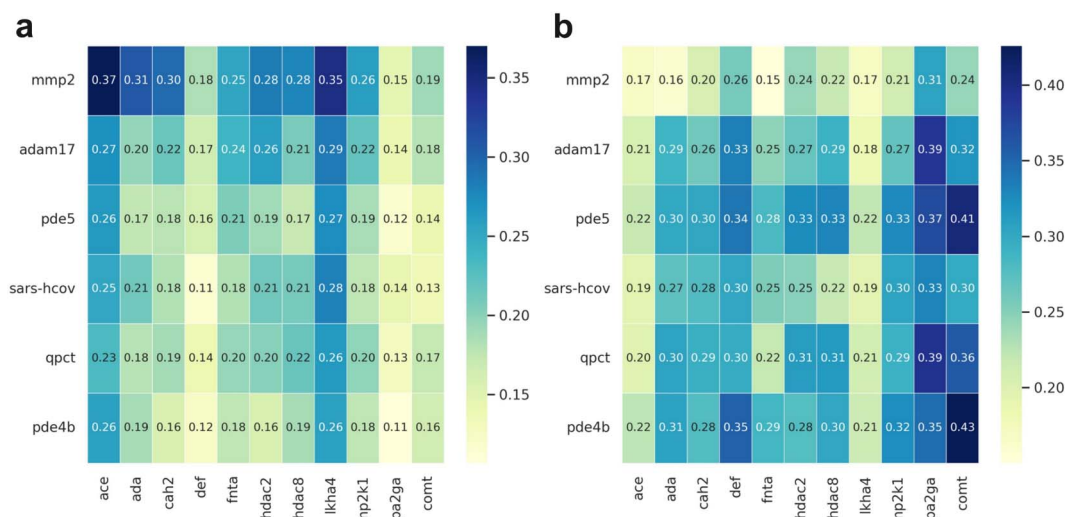 a
mmp2 0.37 0.31 0.30 0.18 0.25 0.28 0.28 0.35 0.26 0.15 0.19
adam17 0.27 0.20 0.22 0.17 0.24 0.26 0.21 0.29 0.22 0.14 0.18
pde5 0.26 0.17 0.18 0.16 0.21 0.19 0.17 0.27 0.19 0.12 0.14
sars-hcov 0.25 0.21 0.18 0.11 0.18 0.21 0.21 0.28 0.18 0.14 0.13
qpct 0.23 0.18 0.19 0.14 0.20 0.20 0.22 0.26 0.20 0.13 0.17
pde4b 0.26 0.19 0.16 0.12 0.18 0.16 0.19 0.26 0.18 0.11 0.16
ace ada cah2 def fnta hdac2 hdac8 lkha4 np2k1 pa2ga comt
0.35
0.30
0.25
0.20
0.15
b
mmp2 0.17 0.16 0.20 0.26 0.15 0.24 0.22 0.17 0.21 0.31 0.24
adam17 0.21 0.29 0.26 0.33 0.25 0.27 0.29 0.18 0.27 0.39 0.32
pde5 0.22 0.30 0.30 0.34 0.28 0.33 0.33 0.22 0.33 0.37 0.41
sars-hcov 0.19 0.27 0.28 0.30 0.25 0.25 0.22 0.19 0.30 0.33 0.30
qpct 0.20 0.30 0.29 0.30 0.22 0.31 0.31 0.21 0.29 0.39 0.36
pde4b 0.22 0.31 0.28 0.35 0.29 0.28 0.30 0.21 0.32 0.35 0.43
ace ada cah2 def fnta hdac2 hdac8 lkha4 np2k1 pa2ga comt
0.40
0.35
0.30
0.25
0.20